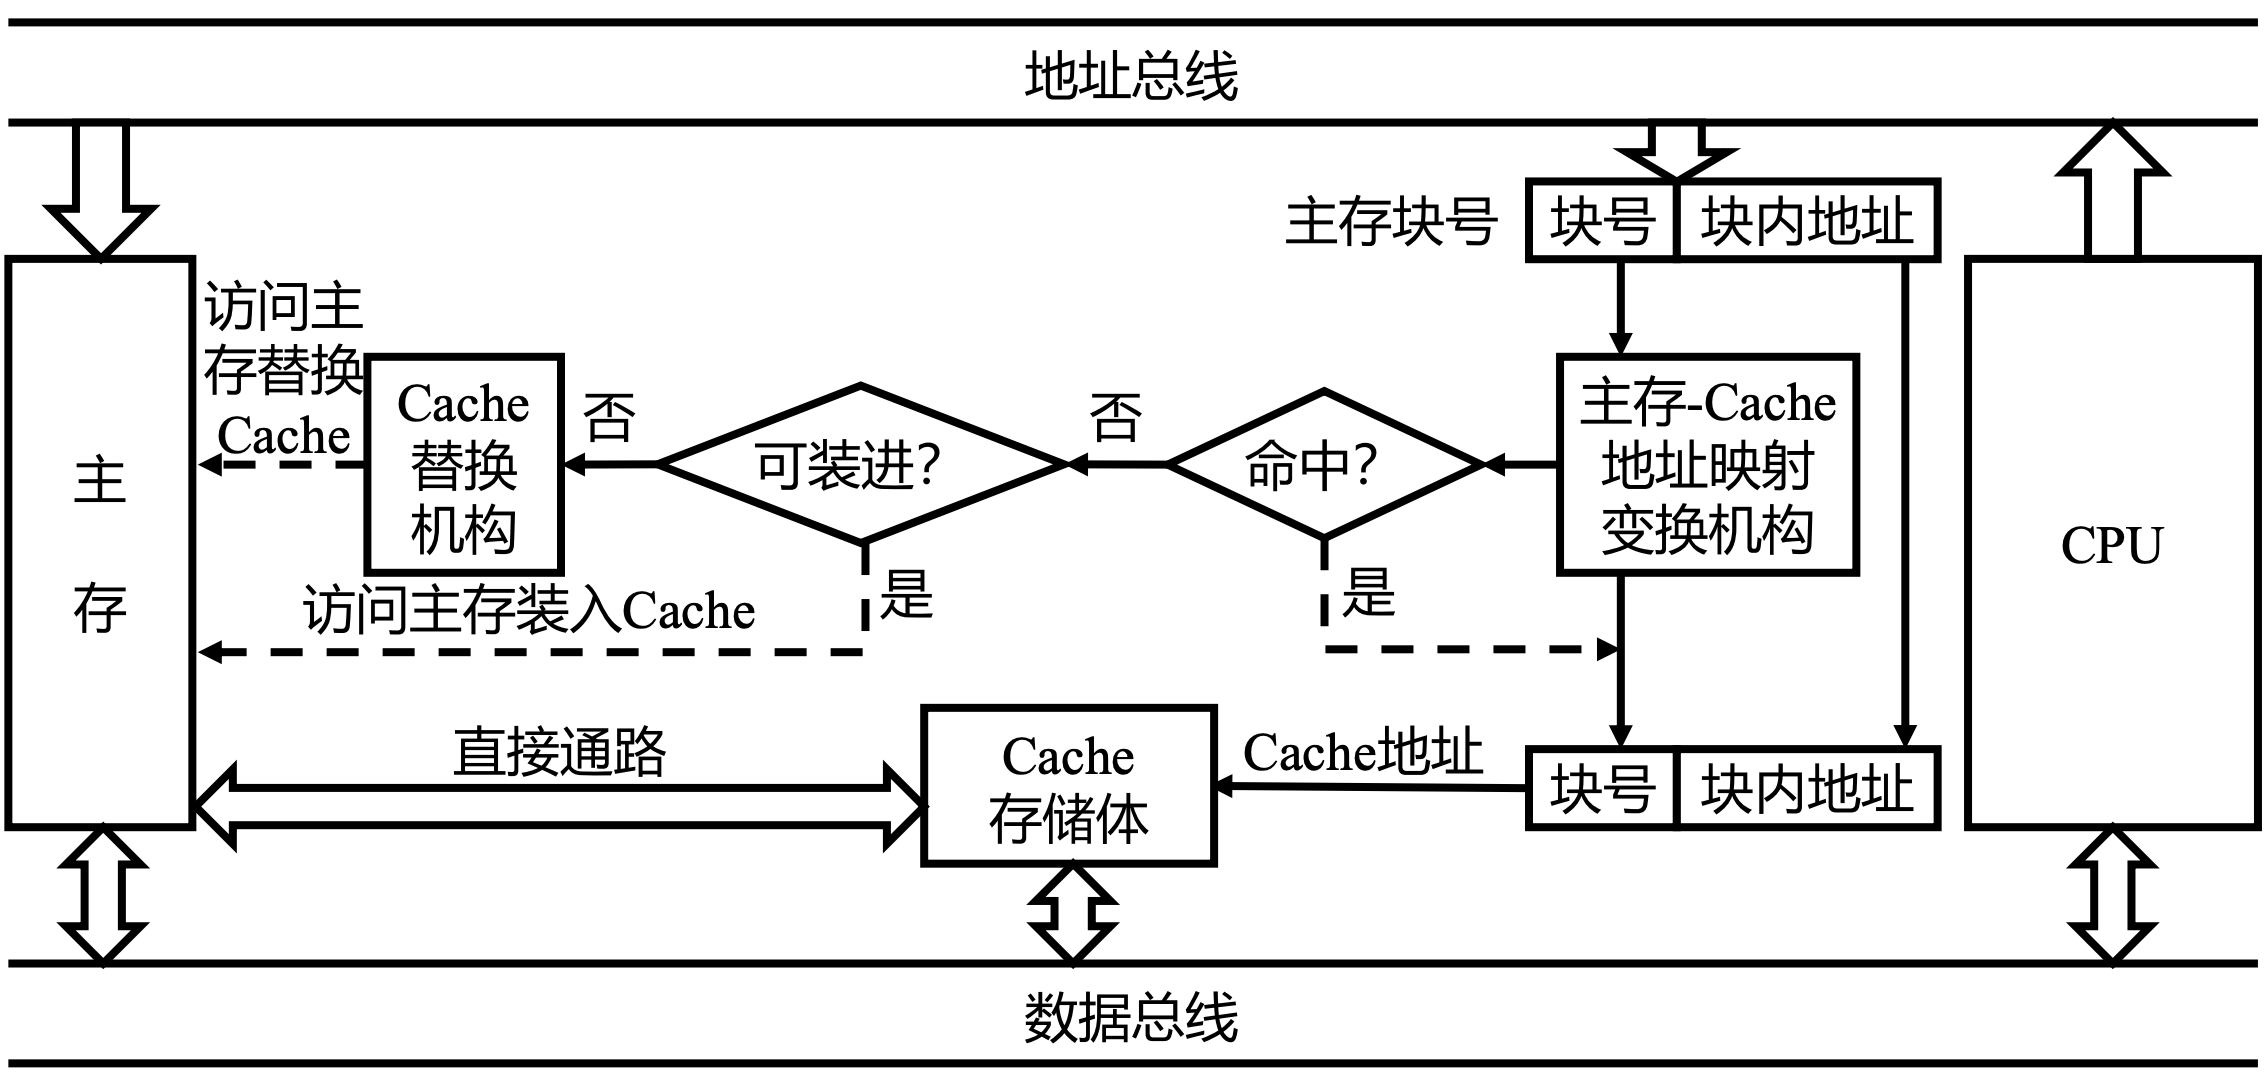 地址总线
主存块号
块号
块内地址
访问主
存替换
Cache
主
存
Cache
替换
机构
否
可装进？
是
否
命中？
是
主存-Cache
地址映射
变换机构
CPU
访问主存装入Cache
直接通路
Cache
存储体
Cache地址
块号
块内地址
数据总线